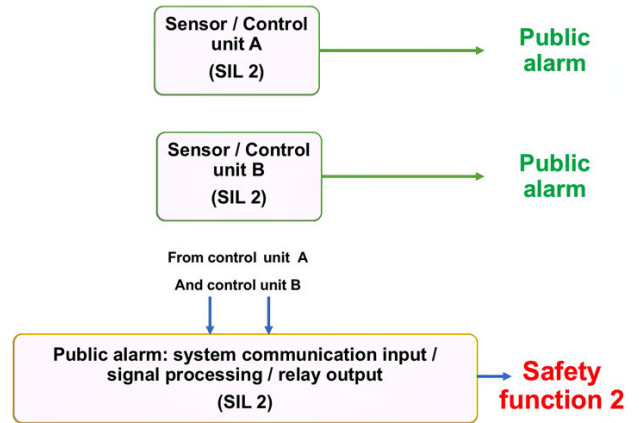 Sensor / Control
unit A
(SIL 2)
Public
alarm
Sensor / Control
unit B
(SIL 2)
Public
alarm
From control unit A
And control unit B
Public alarm: system communication input /
signal processing / relay output
(SIL 2)
Safety
function 2